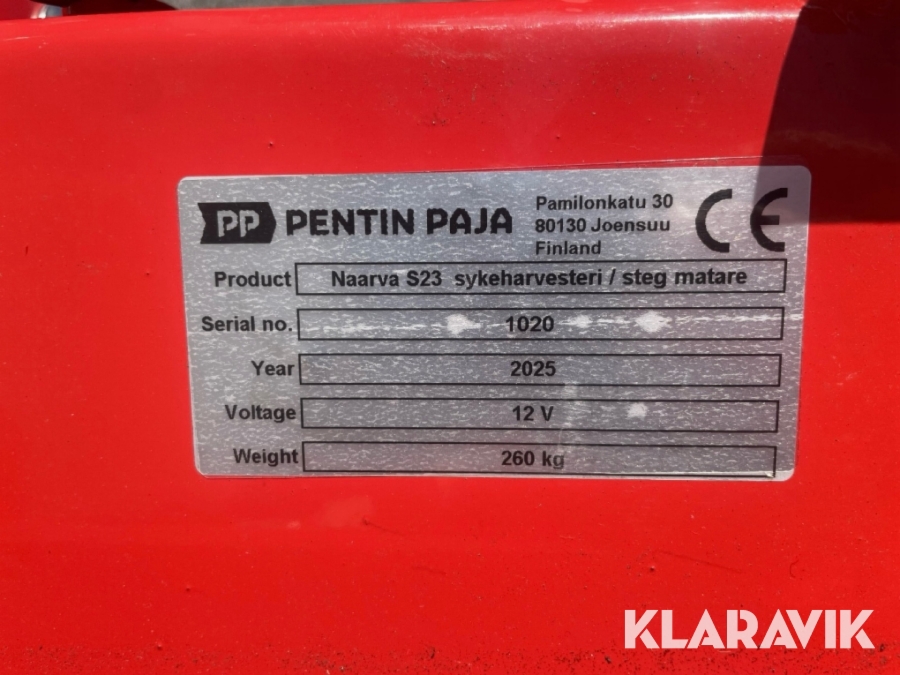 PP PENTIN PAJA
Pamilonkatu 30
80130 Joensuu
Finland
CE
Product Naarva S23 sykeharvesteri / steg matare
Serial no. 1020
Year 2025
Voltage 12 V
Weight 260 kg
KLARAVIK